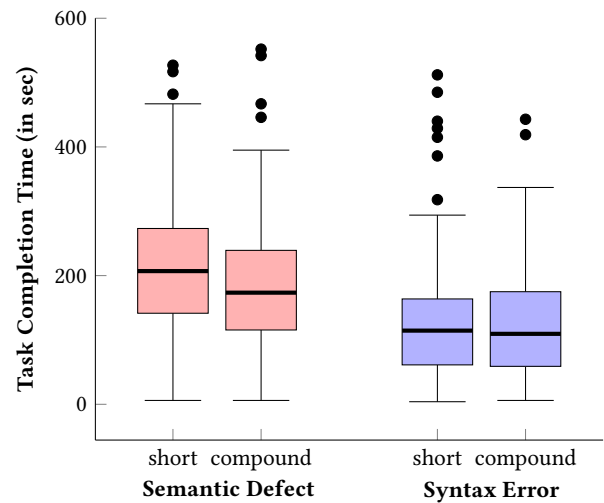 600
400
200
0
Task Completion Time (in sec)
short compound short compound
Semantic Defect Syntax Error